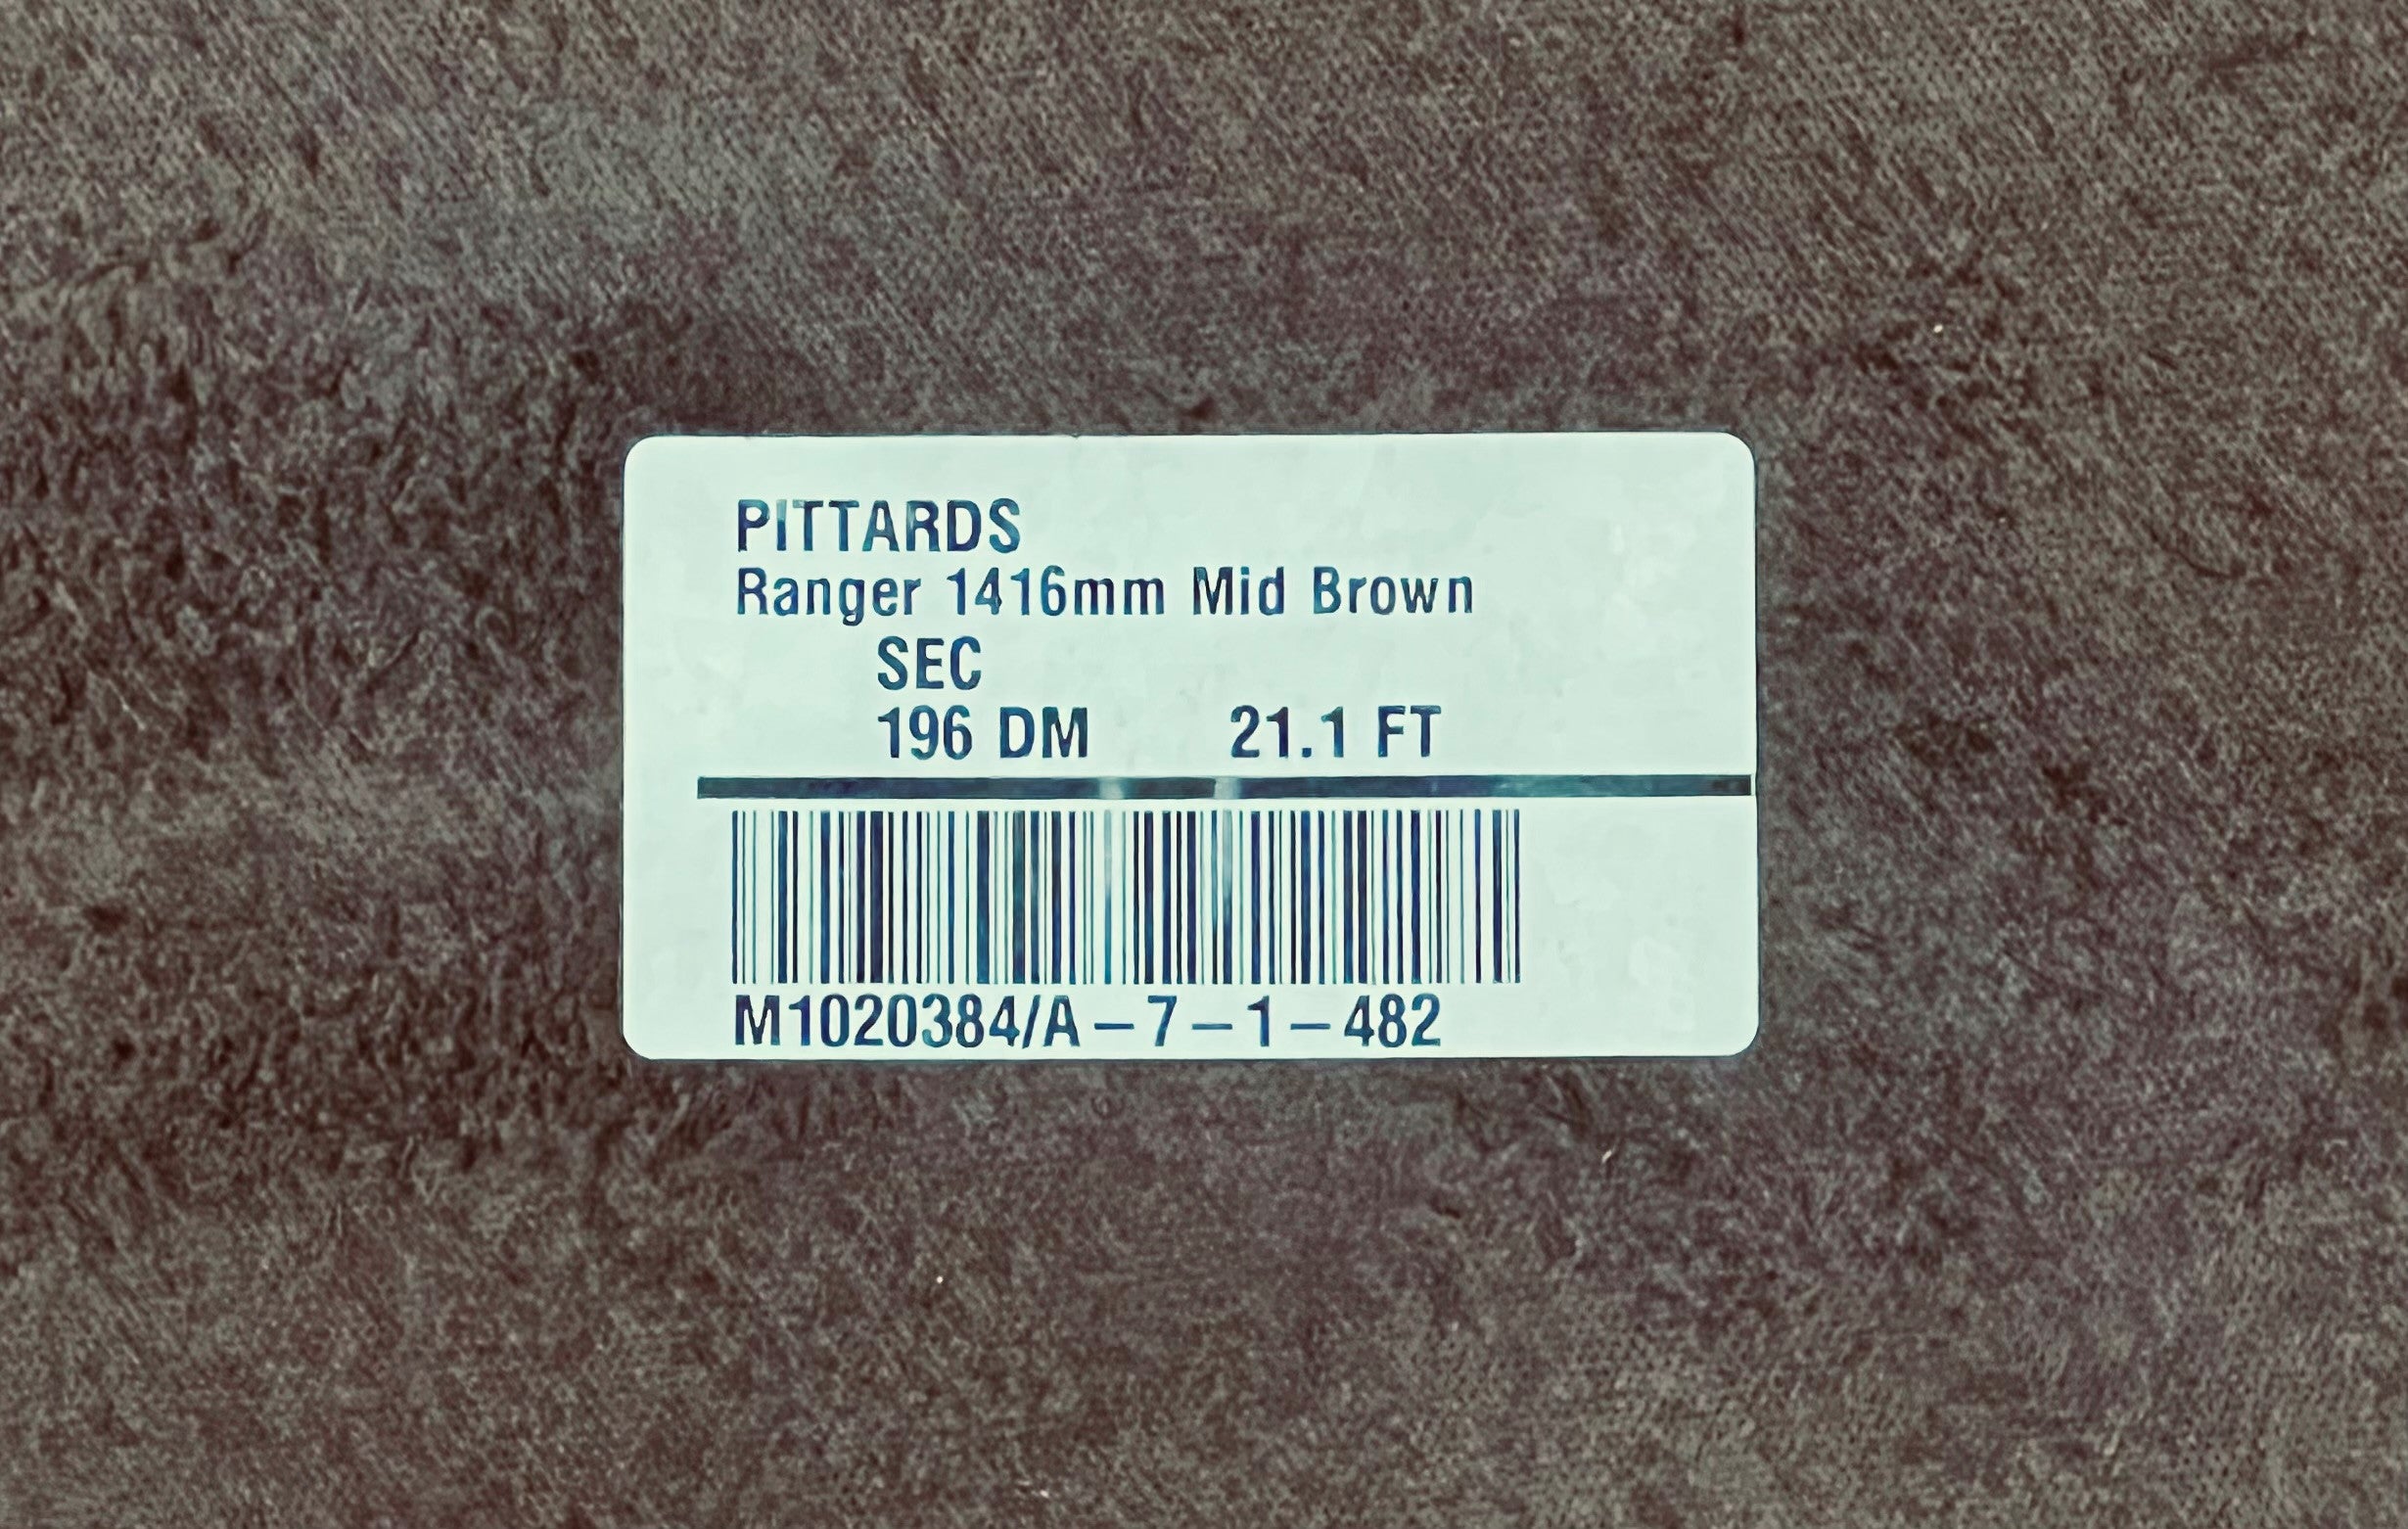 PITTARDS
Ranger 1416mm Mid Brown
SEC
196 DM 21.1 FT
M1020384/A-7-1-482